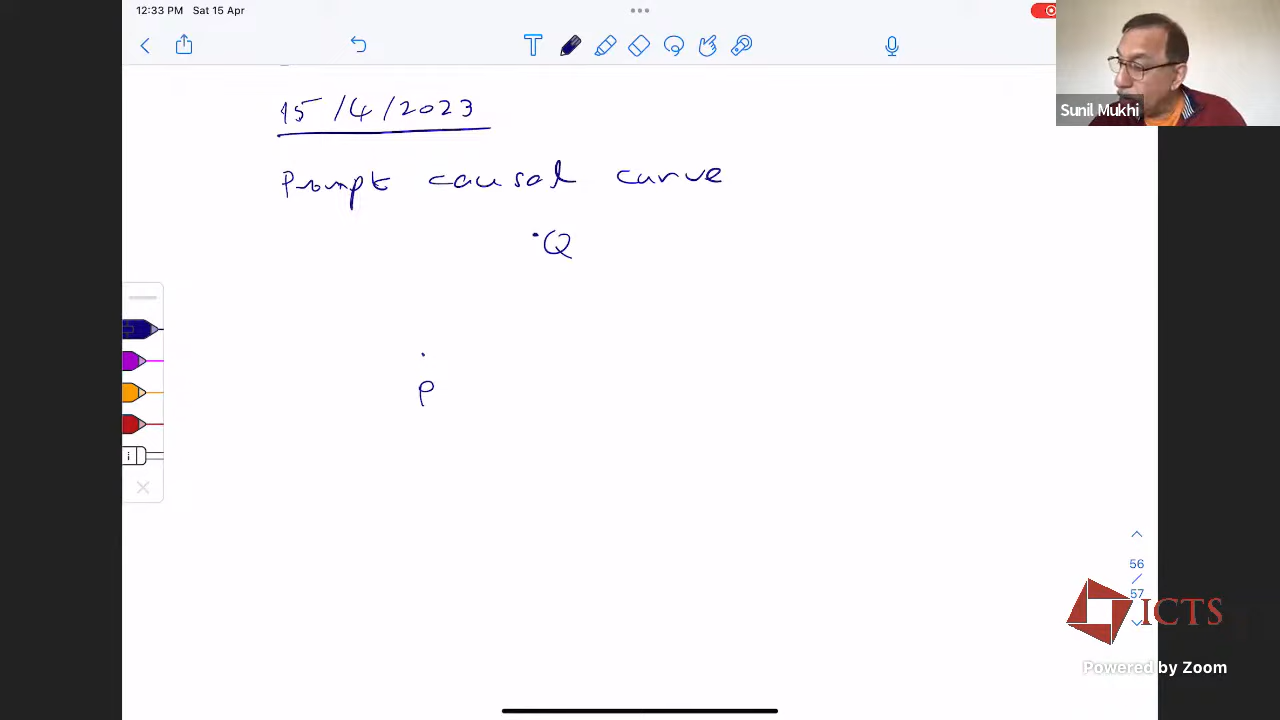 12:33 PM Sat 15 Apr
Sunil Mukhi
15/4/2023
Prompt causal curve
Q
P
56
57
ICTS
Powered by Zoom